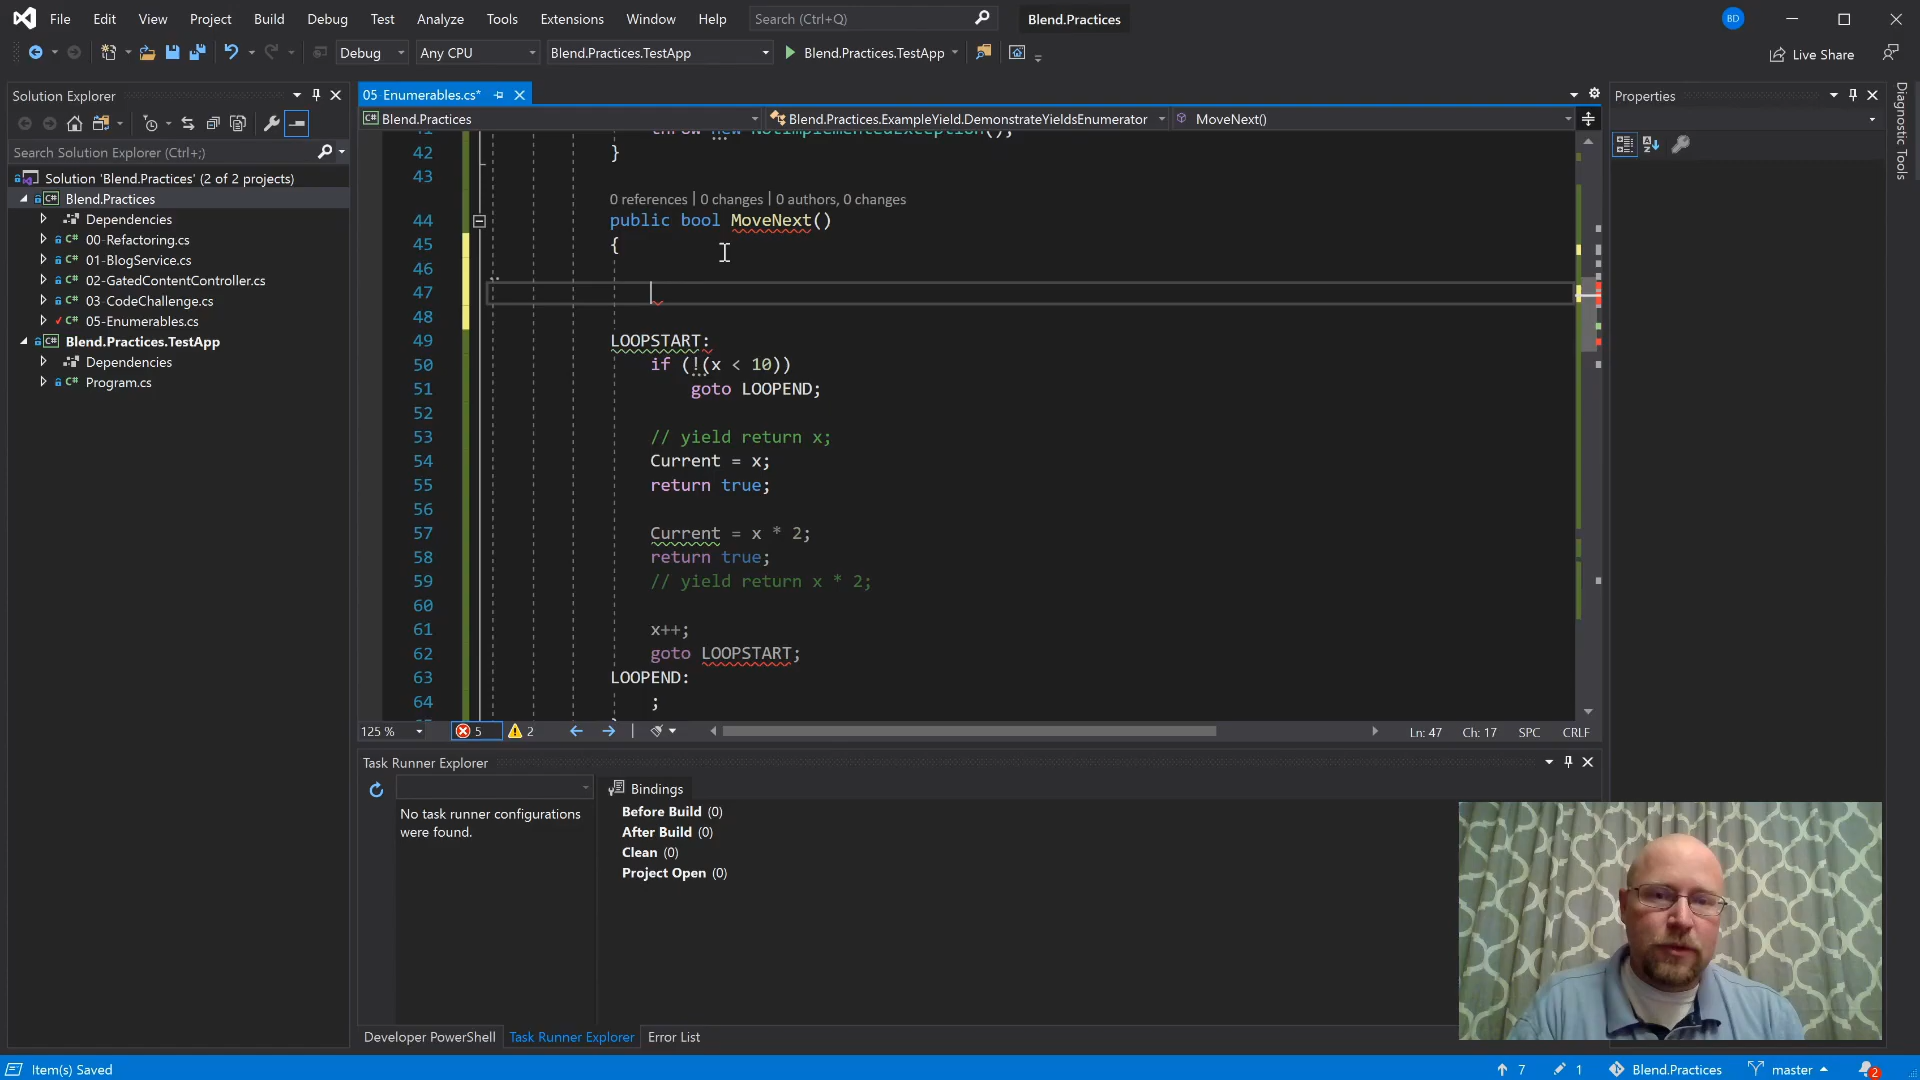 File Edit View Project Build Debug Test Analyze Tools Extensions Window Help Search (Ctrl+Q) Blend.Practices BD
Debug Any CPU Blend.Practices.TestApp Blend.Practices.TestApp Live Share
Solution Explorer
Search Solution Explorer (Ctrl+;)
Solution 'Blend.Practices' (2 of 2 projects)
C# Blend.Practices
Dependencies
C# 00-Refactoring.cs
C# 01-BlogService.cs
C# 02-GatedContentController.cs
C# 03-CodeChallenge.cs
C# 05-Enumerables.cs
C# Blend.Practices.TestApp
Dependencies
C# Program.cs
05-Enumerables.cs*
C# Blend.Practices Blend.Practices.ExampleYield.DemonstrateYieldsEnumerator MoveNext()
41 throw new NotImplementedException();
42 }
43
0 references | 0 changes | 0 authors, 0 changes
44 public bool MoveNext()
45 {
46
47
48
49 LOOPSTART:
50 if (!(x < 10))
51 goto LOOPEND;
52
53 // yield return x;
54 Current = x;
55 return true;
56
57 Current = x * 2;
58 return true;
59 // yield return x * 2;
60
61 x++;
62 goto LOOPSTART;
63 LOOPEND:
64 ;
125 % 5 2 Ln: 47 Ch: 17 SPC CRLF
Task Runner Explorer
No task runner configurations
were found.
Bindings
Before Build (0)
After Build (0)
Clean (0)
Project Open (0)
Developer PowerShell Task Runner Explorer Error List
Properties
Diagnostic Tools
Item(s) Saved 7 1 Blend.Practices master 2